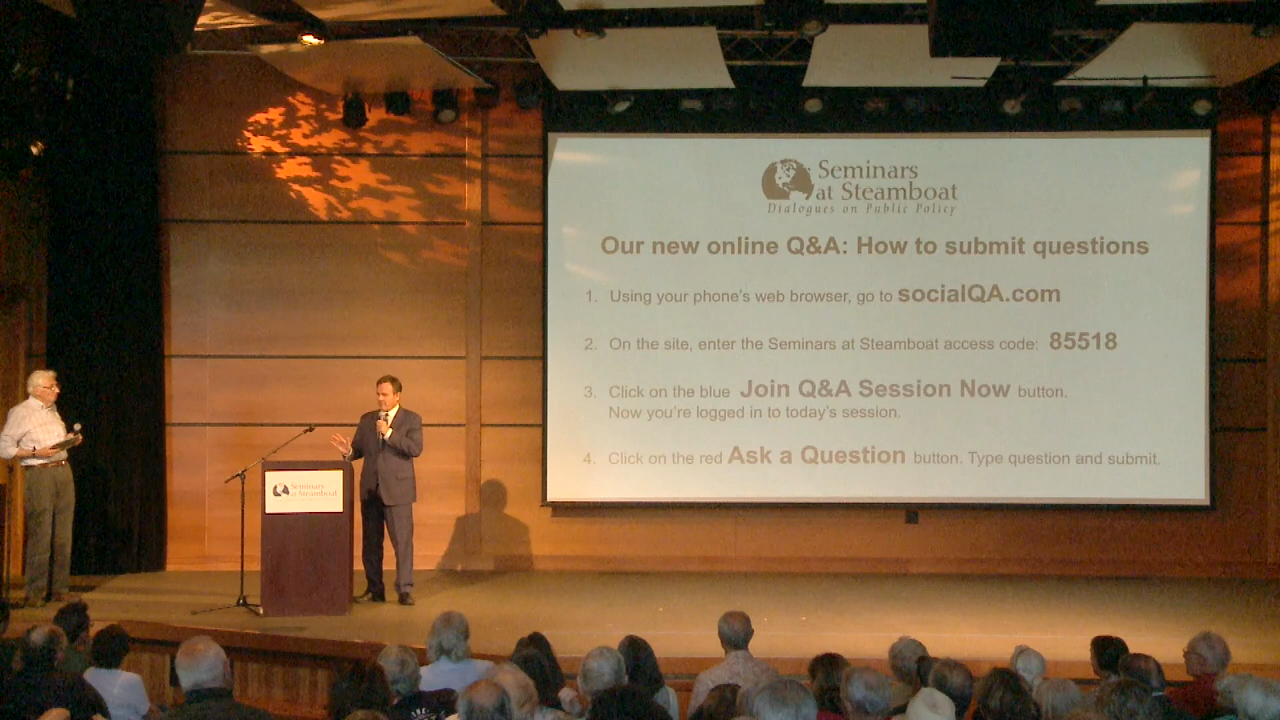 Seminars
at Steamboat
Dialogues on Public Policy
Our new online Q&A: How to submit questions
1. Using your phone's web browser, go to socialQA.com
2. On the site, enter the Seminars at Steamboat access code: 85518
3. Click on the blue Join Q&A Session Now button.
Now you're logged in to today's session.
4. Click on the red Ask a Question button. Type question and submit.
Seminars
at Steamboat